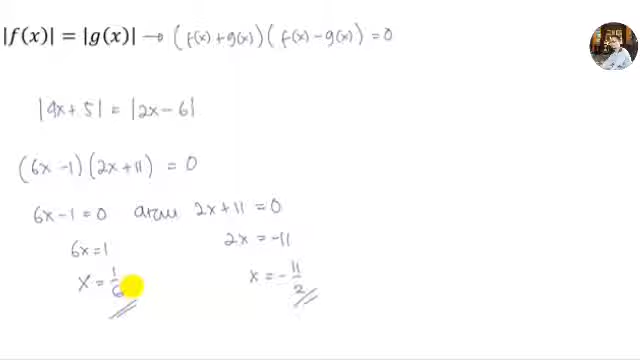 |f(x)| = |g(x)| → (f(x)+g(x))(f(x)-g(x)) = 0
|4x+5| = |2x-6|
(6x-1)(2x+11) = 0
6x-1=0 atau 2x+11=0
6x=1 2x=-11
x=1/6 x=-11/2